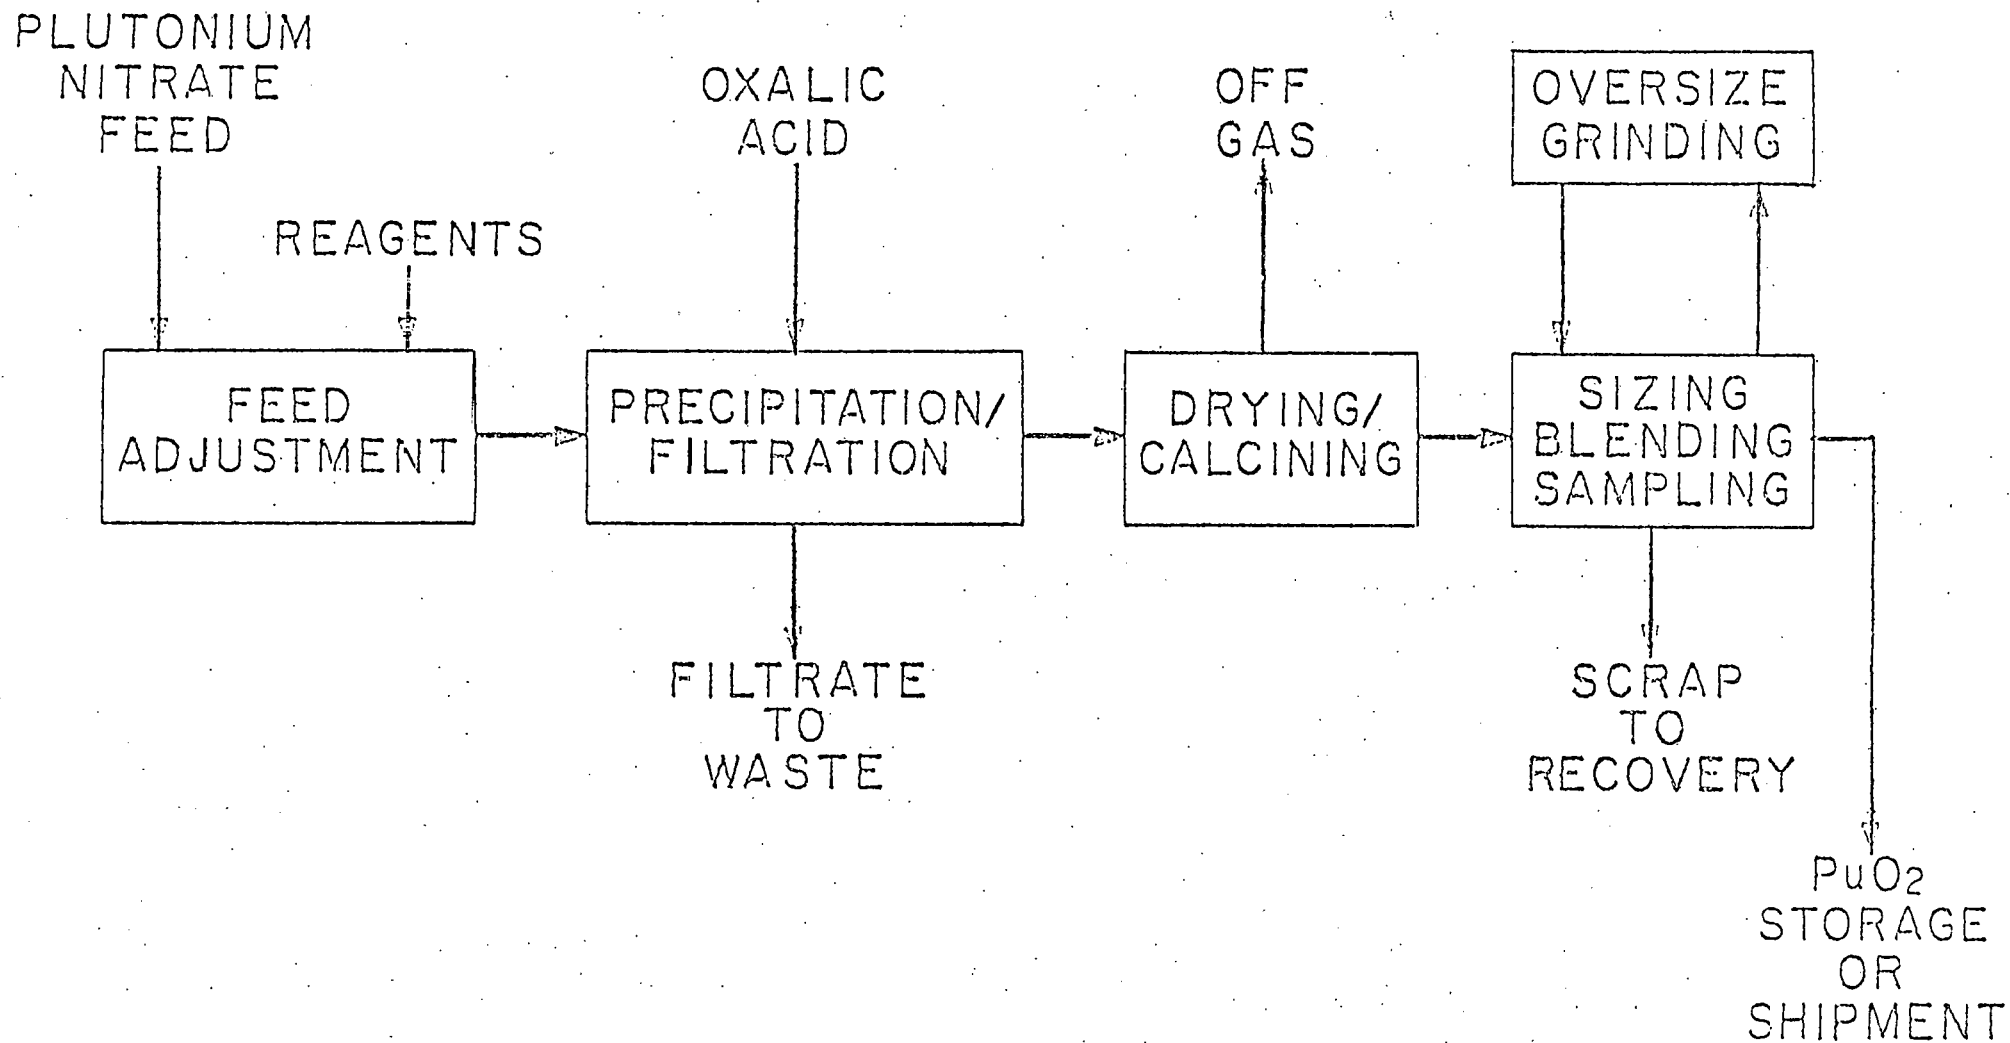 PLUTONIUM
NITRATE
FEED
REAGENTS
OXALIC
ACID
OFF
GAS
OVERSIZE
GRINDING
FEED
ADJUSTMENT
PRECIPITATION/
FILTRATION
DRYING/
CALCINING
SIZING
BLENDING
SAMPLING
FILTRATE
TO
WASTE
SCRAP
TO
RECOVERY
PuO2
STORAGE
OR
SHIPMENT